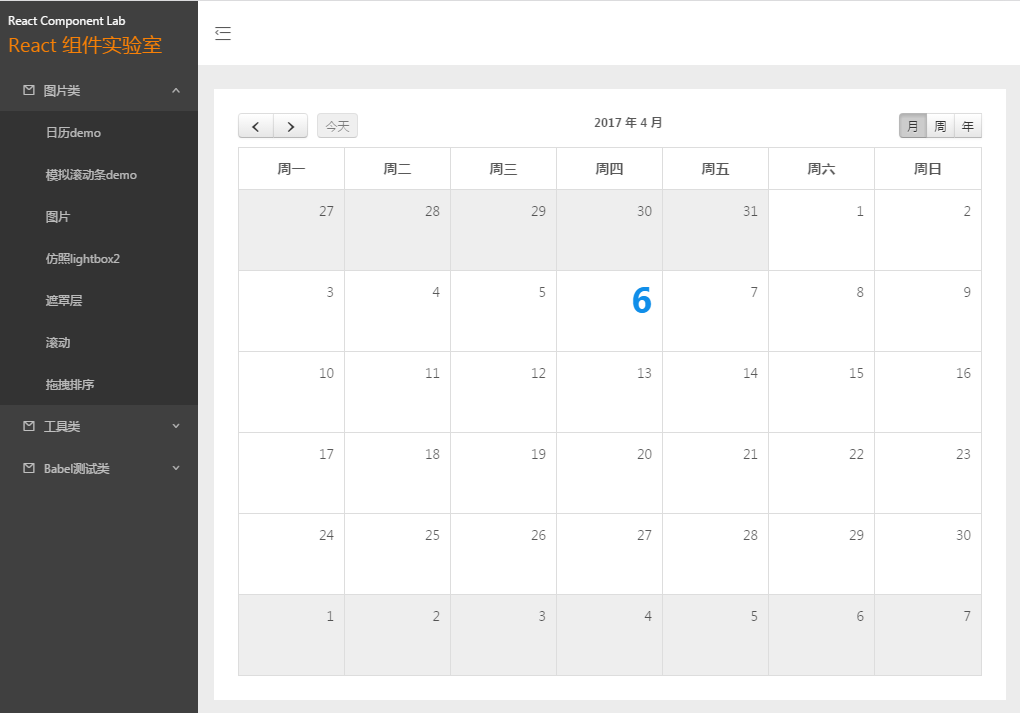 React Component Lab
React 组件实验室
图片类
日历demo
模拟滚动条demo
图片
仿照lightbox2
遮罩层
滚动
拖拽排序
工具类
Babel测试类
今天 2017 年 4 月 月 周 年
周一 周二 周三 周四 周五 周六 周日
27 28 29 30 31 1 2
3 4 5 6 7 8 9
10 11 12 13 14 15 16
17 18 19 20 21 22 23
24 25 26 27 28 29 30
1 2 3 4 5 6 7